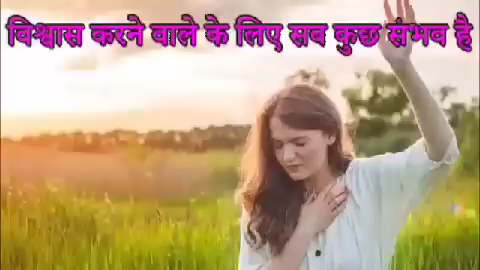 विश्वास करने वाले के लिए सब कुछ संभव है